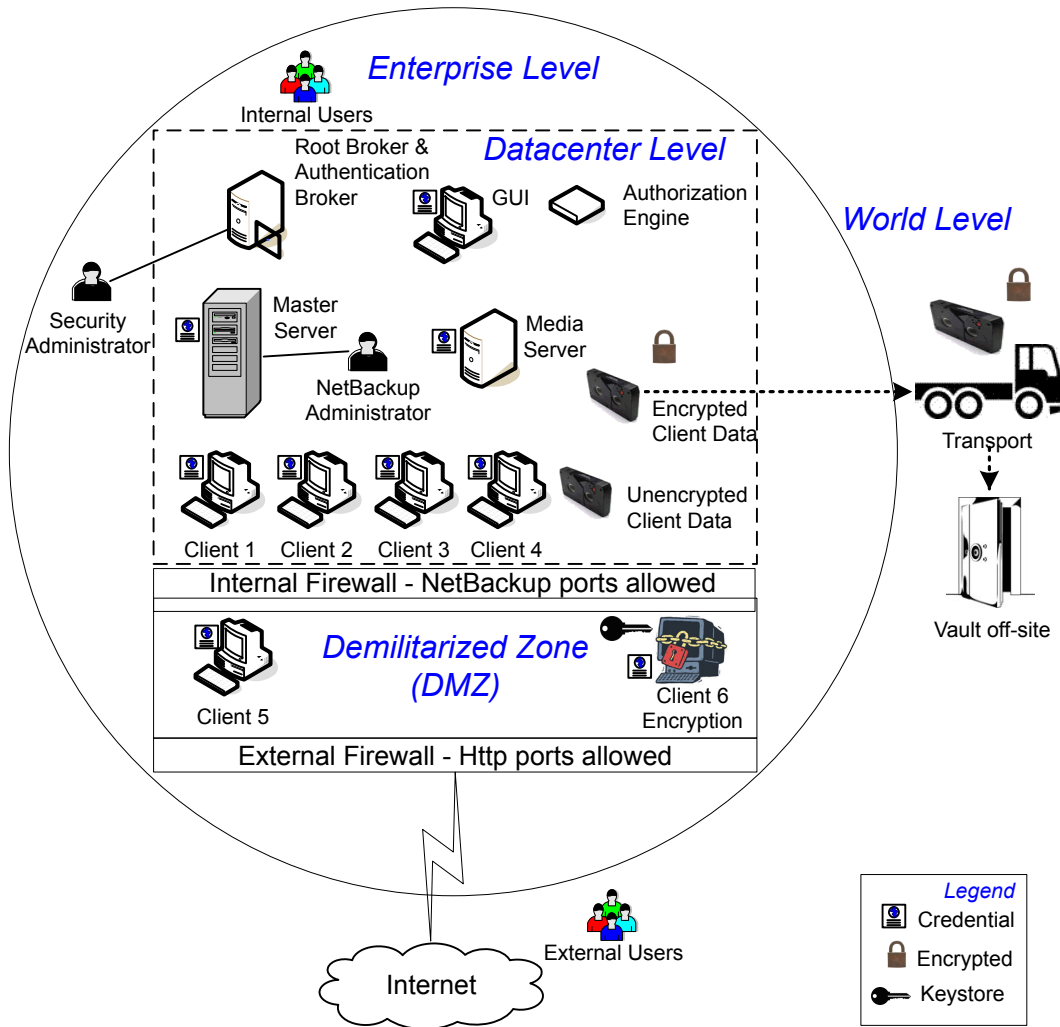 Enterprise Level
Internal Users
Datacenter Level
Root Broker &
Authentication
Broker
GUI
Authorization
Engine
World Level
Security
Administrator
Master
Server
NetBackup
Administrator
Media
Server
Encrypted
Client Data
Transport
Unencrypted
Client Data
Client 1
Client 2
Client 3
Client 4
Vault off-site
Internal Firewall - NetBackup ports allowed
Demilitarized Zone
(DMZ)
Client 5
Client 6
Encryption
External Firewall - Http ports allowed
External Users
Internet
Legend
Credential
Encrypted
Keystore